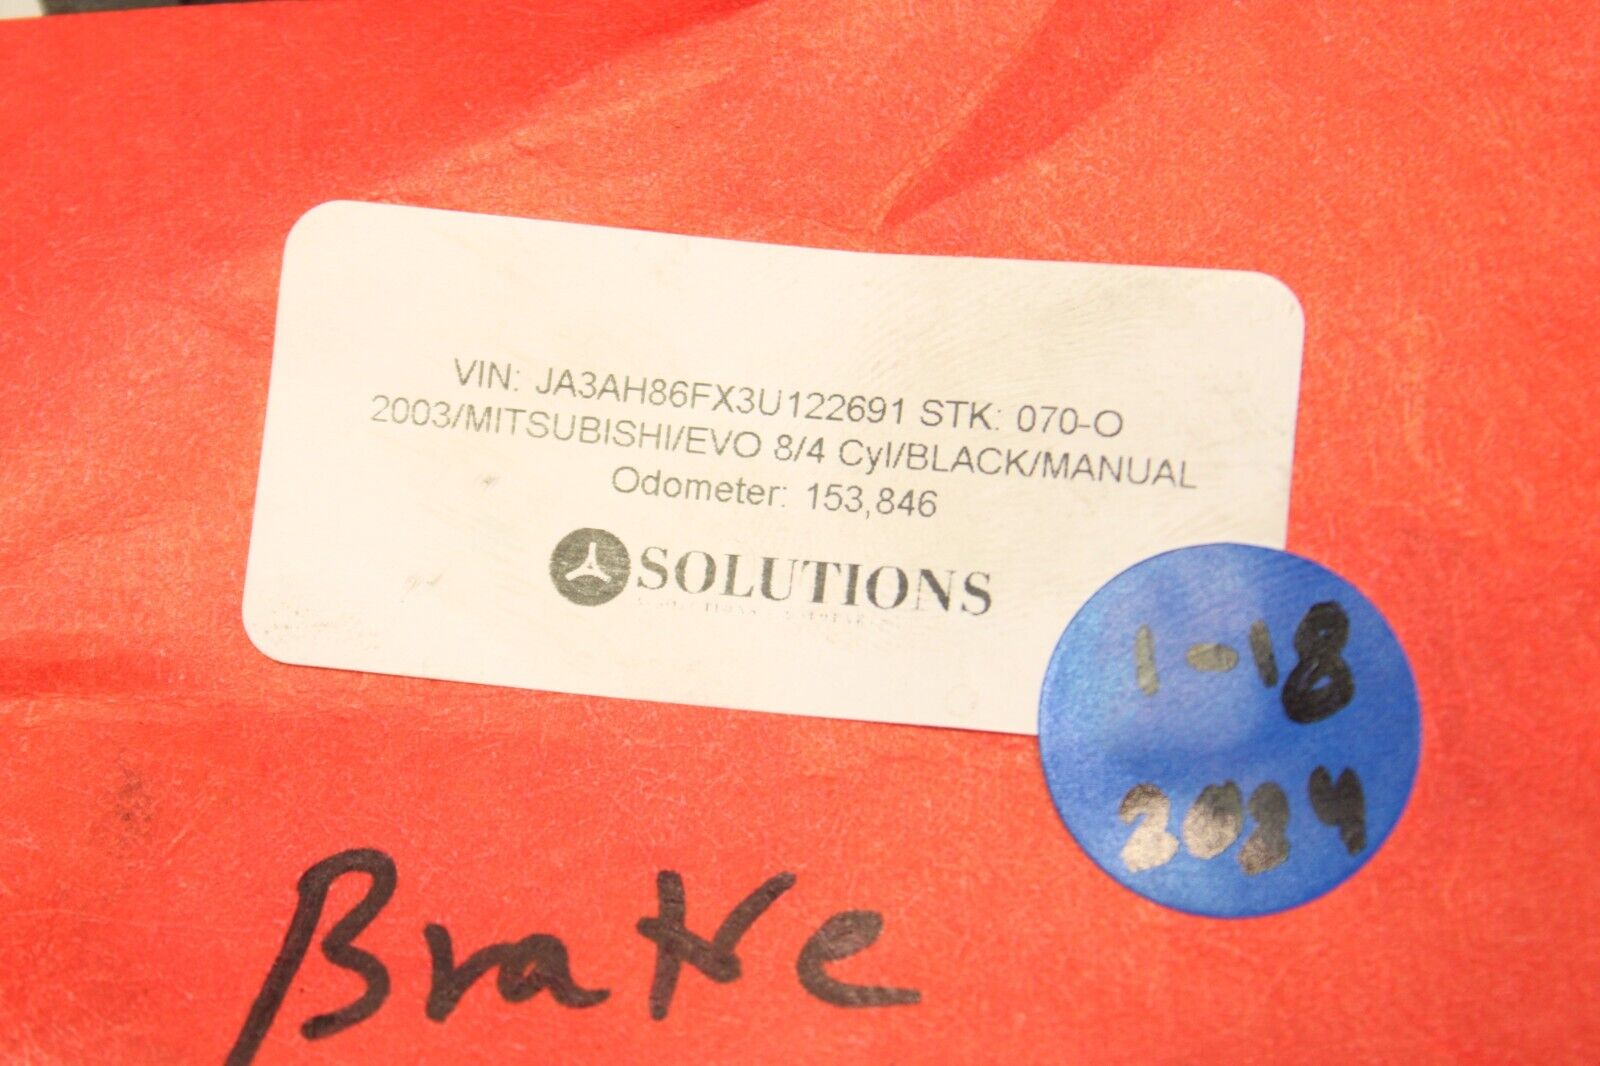 VIN: JA3AH86FX3U122691 STK: 070-O
2003/MITSUBISHI/EVO 8/4 Cyl/BLACK/MANUAL
Odometer: 153,846
SOLUTIONS
1-18
2024
Brake